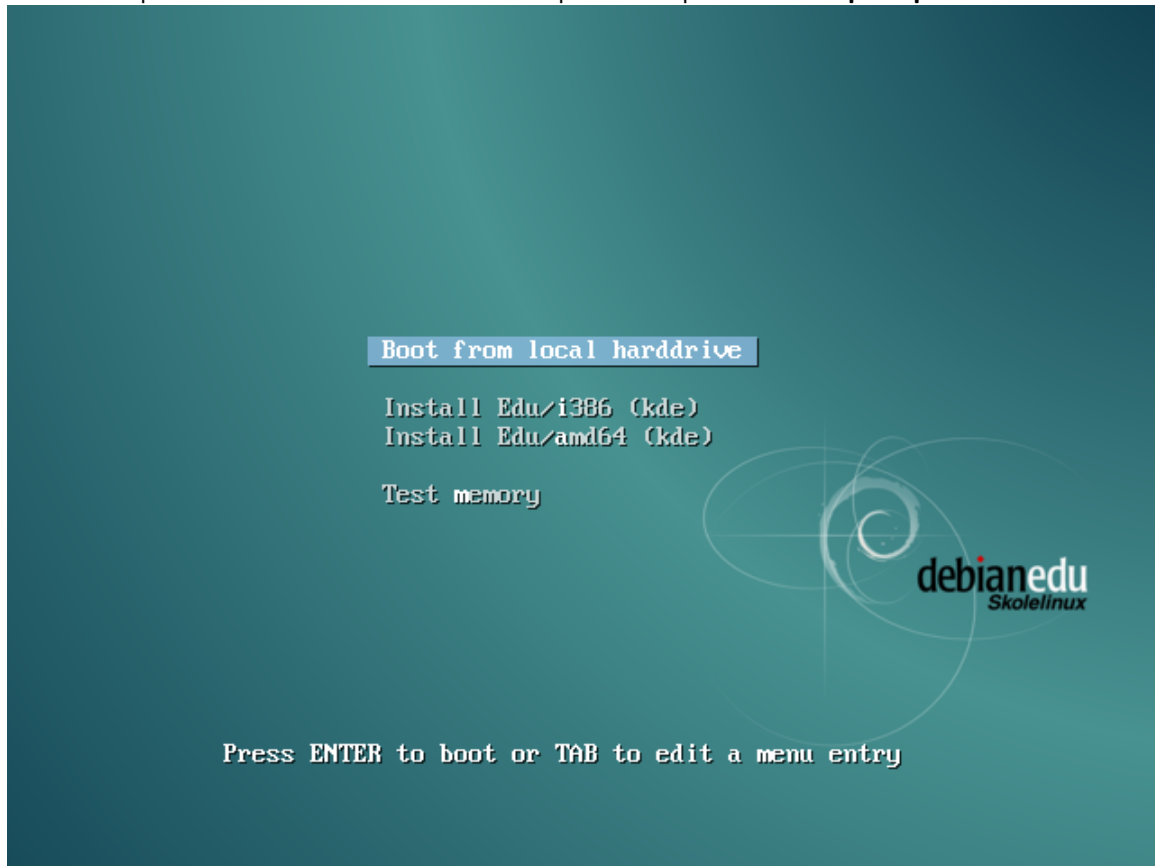 Boot from local harddrive
Install Edu/i386 (kde)
Install Edu/amd64 (kde)
Test memory
debianedu
Skolelinux
Press ENTER to boot or TAB to edit a menu entry